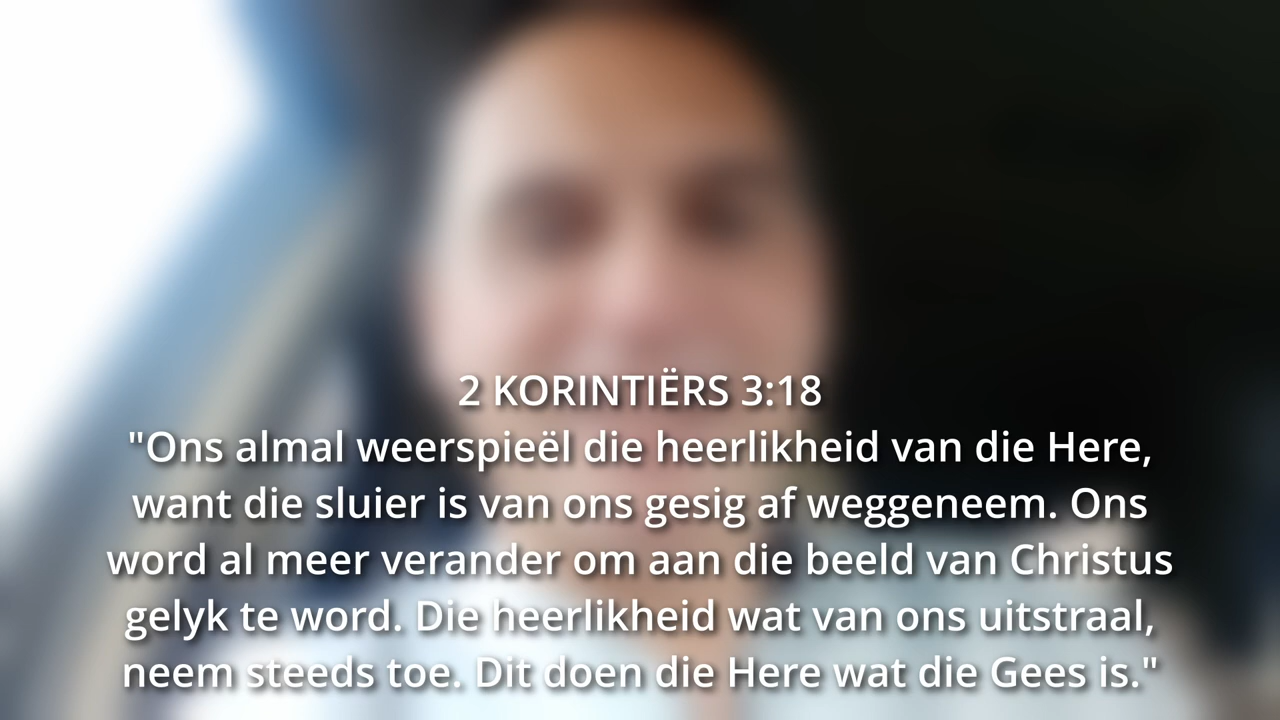 2 KORINTIËRS 3:18
"Ons almal weerspieël die heerlikheid van die Here,
want die sluier is van ons gesig af weggeneem. Ons
word al meer verander om aan die beeld van Christus
gelyk te word. Die heerlikheid wat van ons uitstraal,
neem steeds toe. Dit doen die Here wat die Gees is."